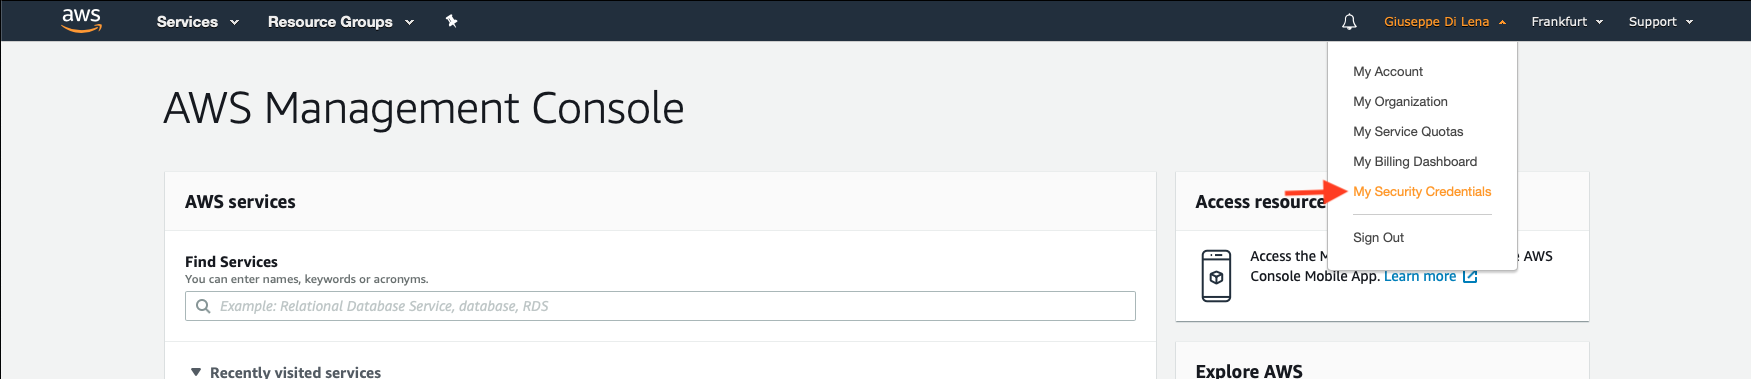 aws Services Resource Groups Giuseppe Di Lena Frankfurt Support
My Account
My Organization
My Service Quotas
My Billing Dashboard
My Security Credentials
Sign Out
AWS Management Console
AWS services
Find Services
You can enter names, keywords or acronyms.
Example: Relational Database Service, database, RDS
Recently visited services
Access resource
Access the M AWS
Console Mobile App. Learn more
Explore AWS